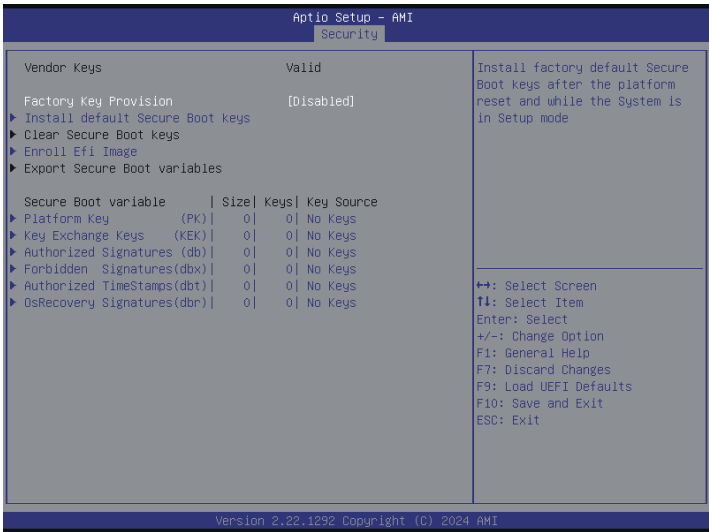 Aptio Setup – AMI
Security
Vendor Keys Valid
Factory Key Provision [Disabled]
Install default Secure Boot keys
Clear Secure Boot keys
Enroll Efi Image
Export Secure Boot variables
Secure Boot variable | Size| Keys| Key Source
Platform Key (PK)| 0| 0| No Keys
Key Exchange Keys (KEK)| 0| 0| No Keys
Authorized Signatures (db)| 0| 0| No Keys
Forbidden Signatures(dbx)| 0| 0| No Keys
Authorized TimeStamps(dbt)| 0| 0| No Keys
OsRecovery Signatures(dbr)| 0| 0| No Keys
Install factory default Secure
Boot keys after the platform
reset and while the System is
in Setup mode
↔: Select Screen
↑↓: Select Item
Enter: Select
+/-: Change Option
F1: General Help
F7: Discard Changes
F9: Load UEFI Defaults
F10: Save and Exit
ESC: Exit
Version 2.22.1292 Copyright (C) 2024 AMI